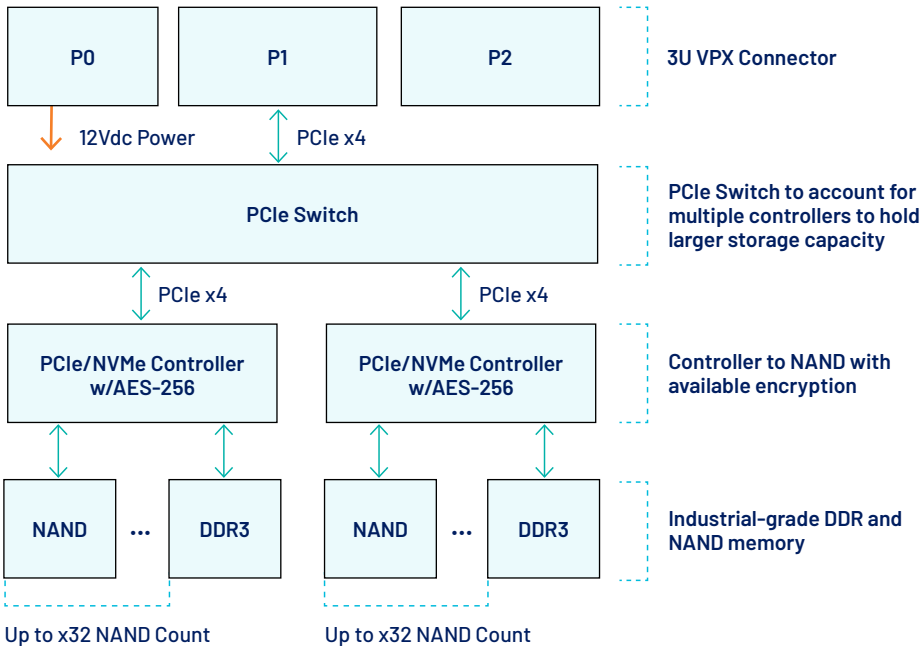 P0
P1
P2
3U VPX Connector
12Vdc Power
PCIe x4
PCIe Switch
PCIe Switch to account for
multiple controllers to hold
larger storage capacity
PCIe x4
PCIe x4
PCIe/NVMe Controller
w/AES-256
PCIe/NVMe Controller
w/AES-256
Controller to NAND with
available encryption
NAND
...
DDR3
NAND
...
DDR3
Industrial-grade DDR and
NAND memory
Up to x32 NAND Count
Up to x32 NAND Count